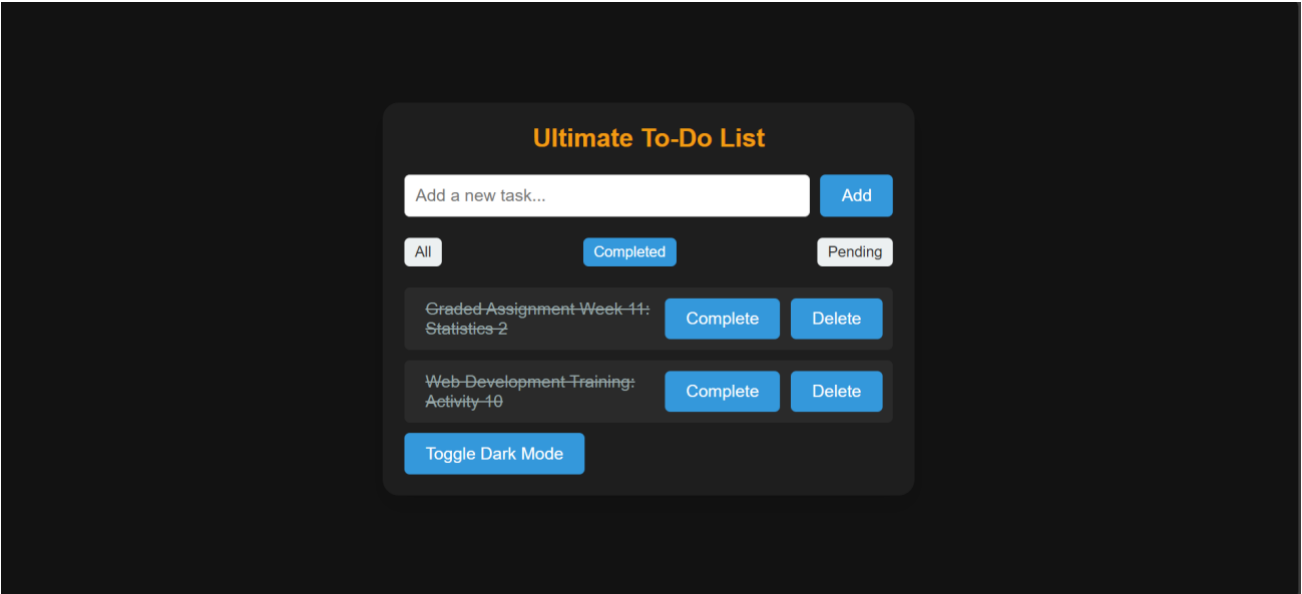 Ultimate To-Do List
Add a new task...
Add
All
Completed
Pending
Graded Assignment Week 11:
Statistics 2
Complete
Delete
Web Development Training:
Activity 10
Complete
Delete
Toggle Dark Mode